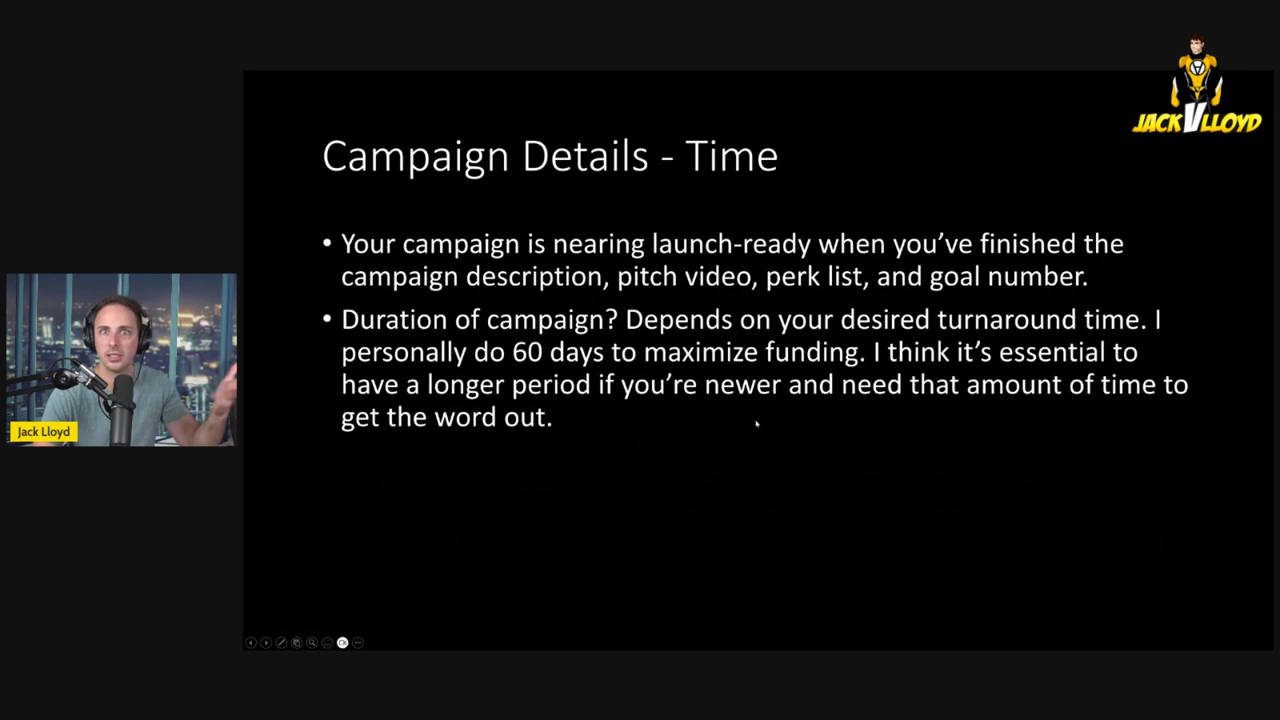 JACK V LLOYD
Campaign Details - Time
• Your campaign is nearing launch-ready when you’ve finished the
campaign description, pitch video, perk list, and goal number.
• Duration of campaign? Depends on your desired turnaround time. I
personally do 60 days to maximize funding. I think it’s essential to
have a longer period if you’re newer and need that amount of time to
get the word out.
Jack Lloyd